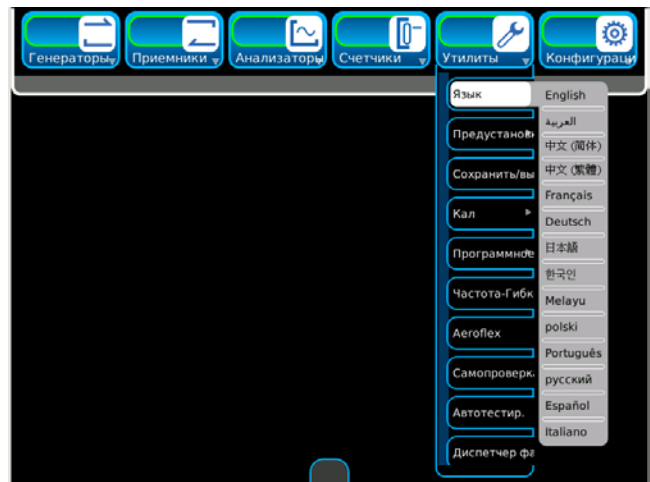 Генераторы
Приемники
Анализаторы
Счетчики
Утилиты
Конфигураци
Язык
Предустановк
Сохранить/вы
Кал
Программное
Частота-Гибк
Aeroflex
Самопроверк
Автотестир.
Диспетчер фа
English
العربية
中文 (简体)
中文 (繁體)
Français
Deutsch
日本語
한국인
Melayu
polski
Português
русский
Español
Italiano